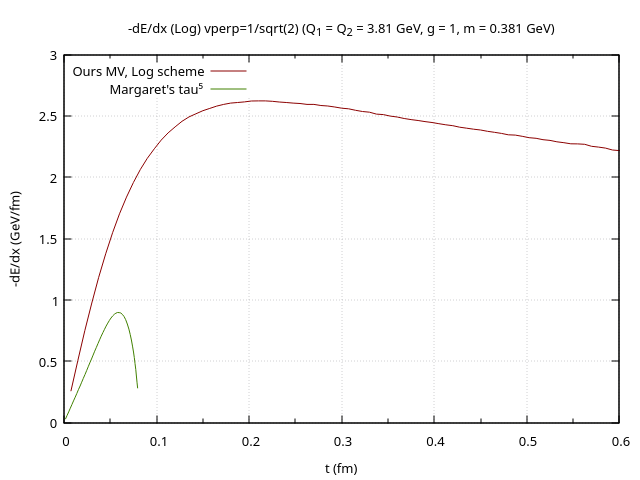 -dE/dx (Log) vperp=1/sqrt(2) (Q₁ = Q₂ = 3.81 GeV, g = 1, m = 0.381 GeV)
Ours MV, Log scheme
Margaret's tau⁵
3
2.5
2
1.5
1
0.5
0
-dE/dx (GeV/fm)
0 0.1 0.2 0.3 0.4 0.5 0.6
t (fm)